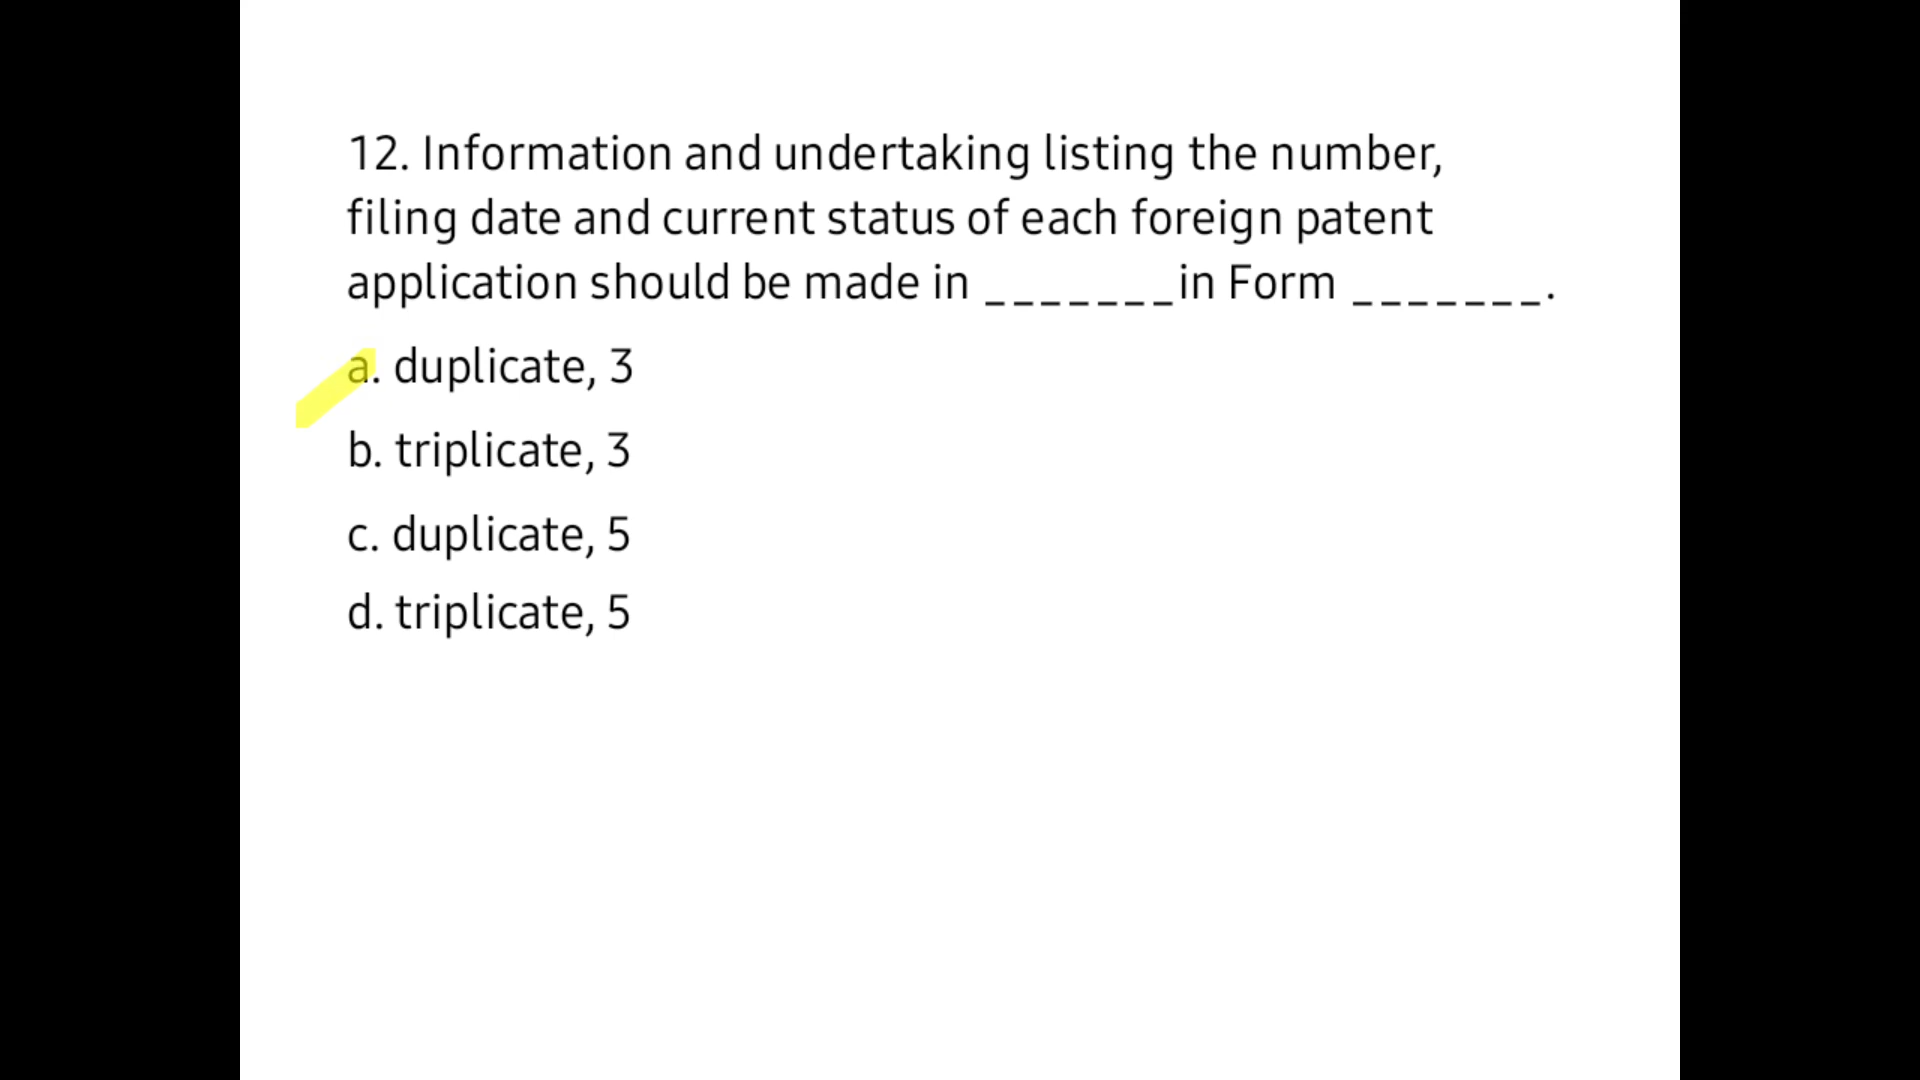 12. Information and undertaking listing the number,
filing date and current status of each foreign patent
application should be made in _______in Form _______.
a. duplicate, 3
b. triplicate, 3
c. duplicate, 5
d. triplicate, 5